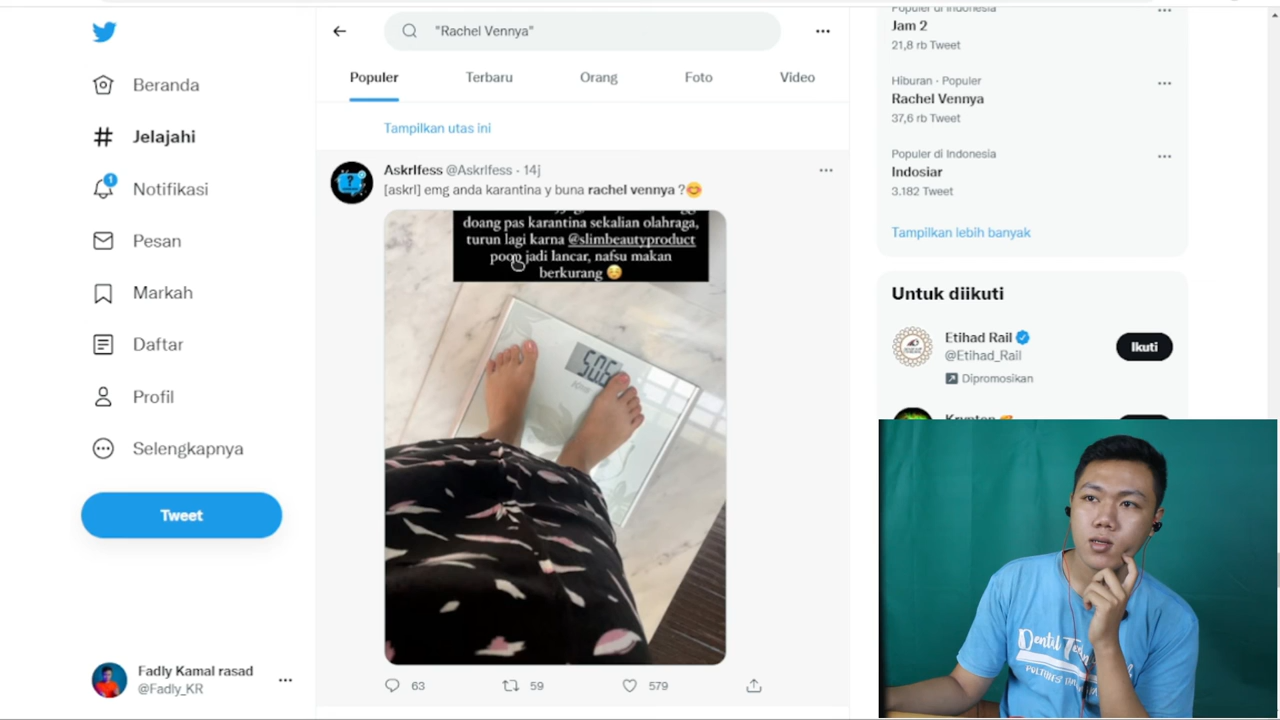 "Rachel Vennya"
Populer
Terbaru
Orang
Foto
Video
Beranda
Jelajahi
1
Notifikasi
Pesan
Markah
Daftar
Profil
Selengkapnya
Tweet
Fadly Kamal rasad
@Fadly_KR
Tampilkan utas ini
Askrlfess @Askrlfess · 14j
[askrl] emg anda karantina y buna rachel vennya ?
doang pas karantina sekalian olahraga,
turun lagi karna @slimbeautyproduct
poop jadi lancar, nafsu makan
berkurang
50.6
63
59
579
Populer di Indonesia
Jam 2
21,8 rb Tweet
Hiburan · Populer
Rachel Vennya
37,6 rb Tweet
Populer di Indonesia
Indosiar
3.182 Tweet
Tampilkan lebih banyak
Untuk diikuti
Etihad Rail
@Etihad_Rail
Dipromosikan
Ikuti